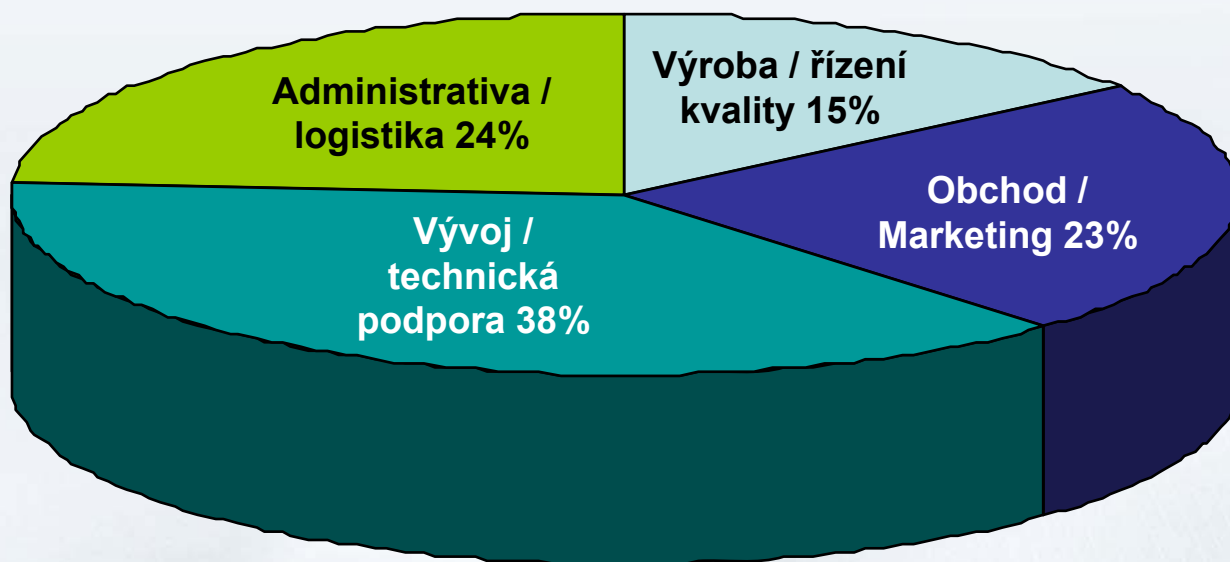 Administrativa /
logistika 24%
Výroba / řízení
kvality 15%
Obchod /
Marketing 23%
Vývoj /
technická
podpora 38%